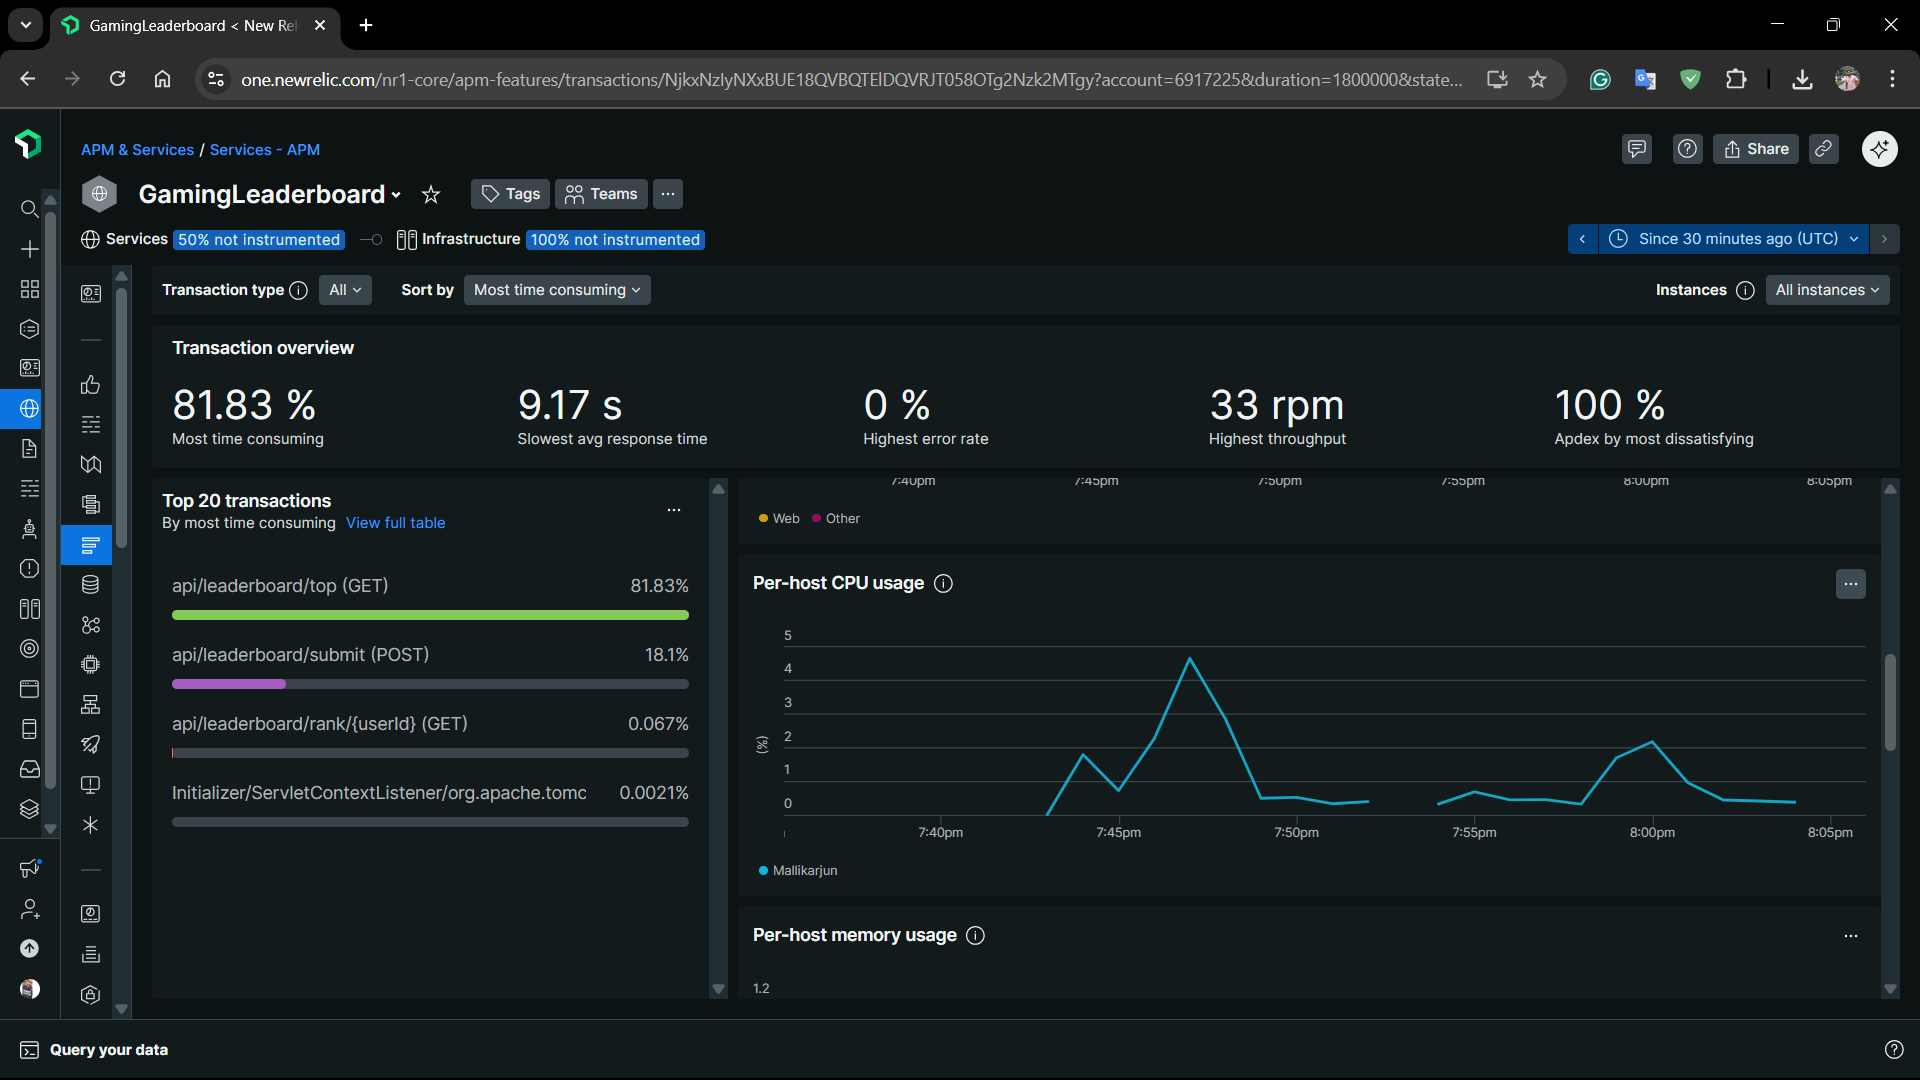 GamingLeaderboard < New Rel
one.newrelic.com/nr1-core/apm-features/transactions/NjkxNzIyNXxBUE18QVBQTElDQVRJT058OTg2Nzk2MTgy?account=6917225&duration=1800000&state...
APM & Services / Services - APM
Share
GamingLeaderboard
Tags
Teams
Services 50% not instrumented
Infrastructure 100% not instrumented
Since 30 minutes ago (UTC)
Transaction type
All
Sort by
Most time consuming
Instances
All instances
Transaction overview
81.83 %
Most time consuming
9.17 s
Slowest avg response time
0 %
Highest error rate
33 rpm
Highest throughput
100 %
Apdex by most dissatisfying
Top 20 transactions
By most time consuming View full table
api/leaderboard/top (GET) 81.83%
api/leaderboard/submit (POST) 18.1%
api/leaderboard/rank/{userId} (GET) 0.067%
Initializer/ServletContextListener/org.apache.tomc 0.0021%
7:40pm 7:45pm 7:50pm 7:55pm 8:00pm 8:05pm
Web Other
Per-host CPU usage
5
4
3
2
1
0
(%)
7:40pm 7:45pm 7:50pm 7:55pm 8:00pm 8:05pm
Mallikarjun
Per-host memory usage
1.2
Query your data